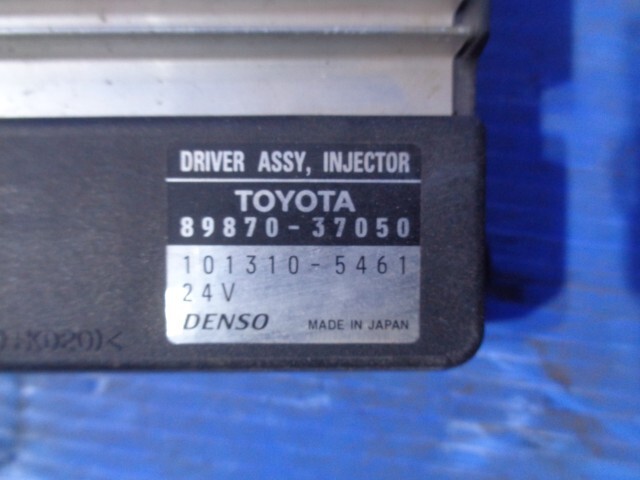 DRIVER ASSY, INJECTOR
TOYOTA
89870-37050
101310-5461
24V
DENSO MADE IN JAPAN